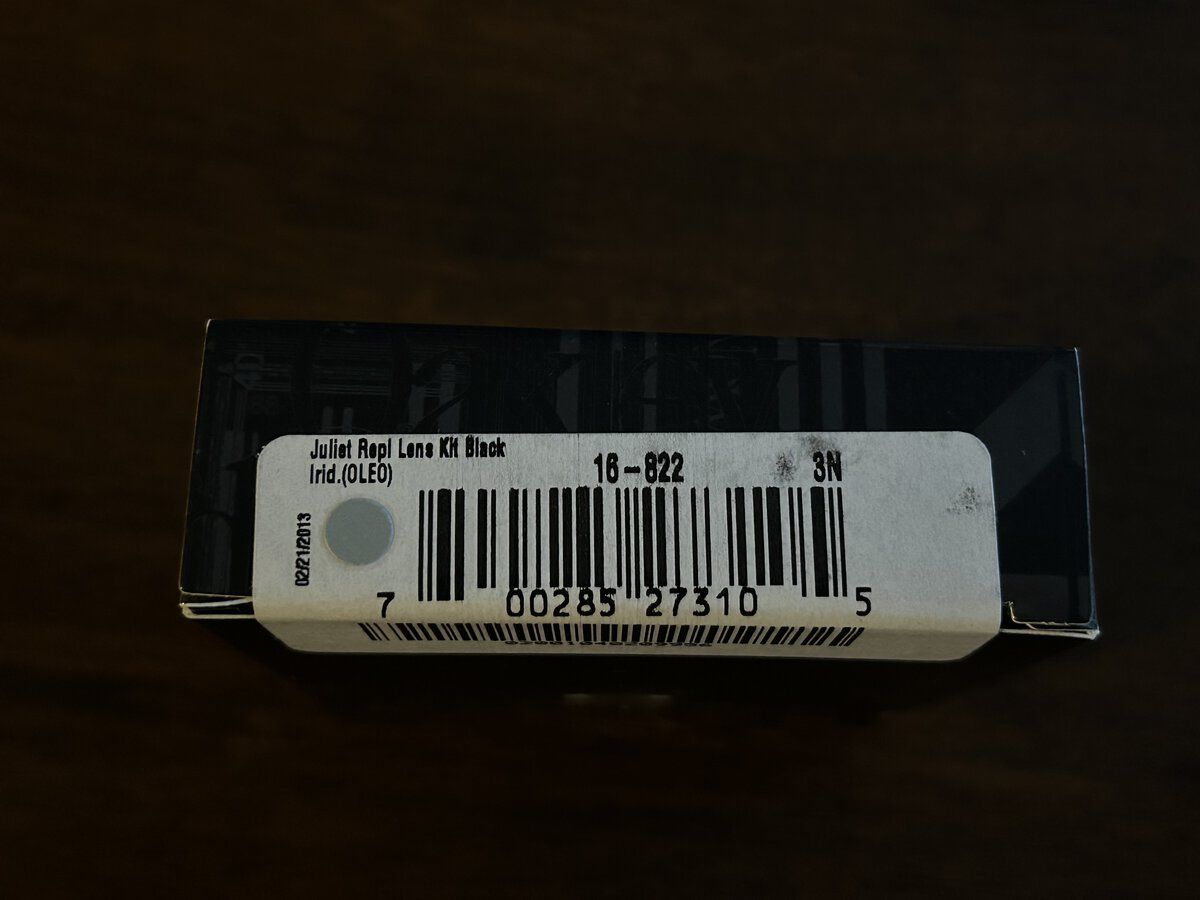 Juliet Repl Lens Kit Black
Irid.(OLEO)
16-822
3N
02/21/2013
7 00285 27310 5